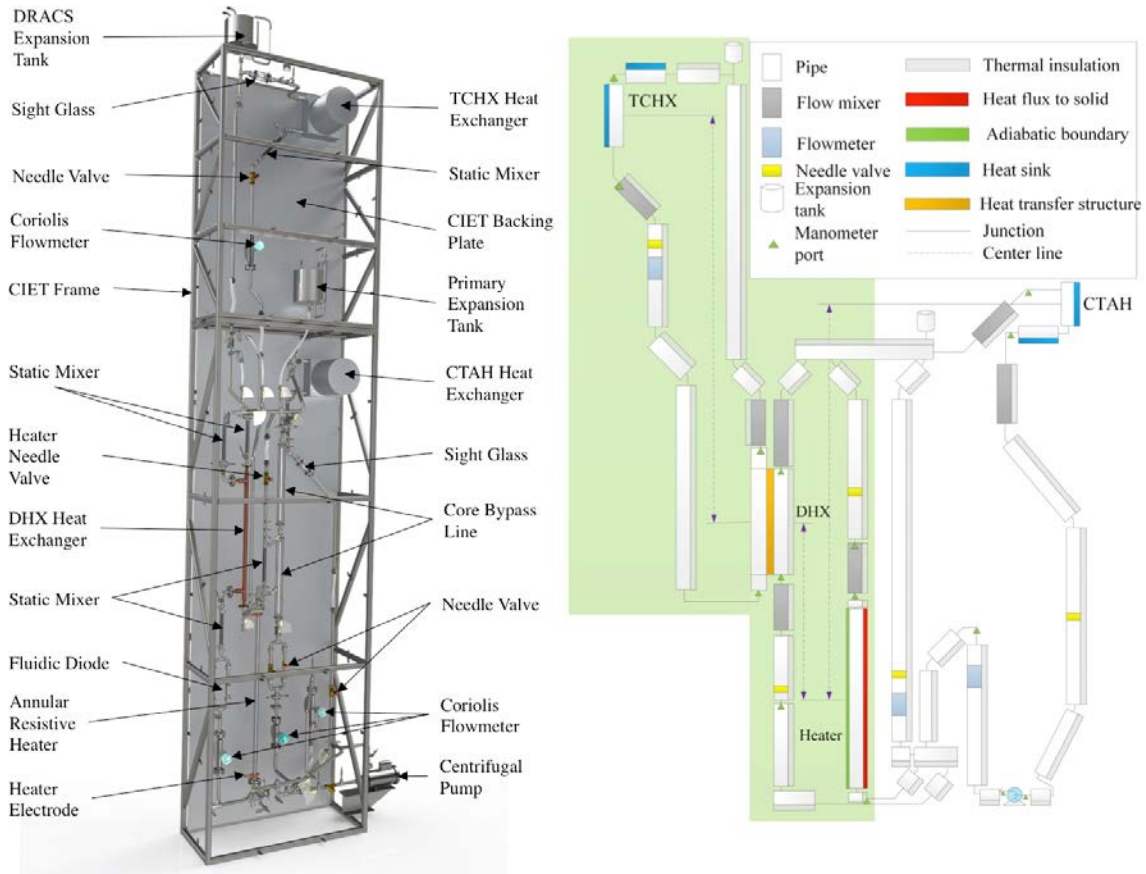 DRACS
Expansion
Tank
Sight Glass
Needle Valve
Coriolis
Flowmeter
CIET Frame
Static Mixer
Heater
Needle
Valve
DHX Heat
Exchanger
Static Mixer
Fluidic Diode
Annular
Resistive
Heater
Heater
Electrode
TCHX Heat
Exchanger
Static Mixer
CIET Backing
Plate
Primary
Expansion
Tank
CTAH Heat
Exchanger
Sight Glass
Core Bypass
Line
Needle Valve
Coriolis
Flowmeter
Centrifugal
Pump
TCHX
DHX
Heater
CTAH
Pipe
Flow mixer
Flowmeter
Needle valve
Expansion
tank
Manometer
port
Thermal insulation
Heat flux to solid
Adiabatic boundary
Heat sink
Heat transfer structure
Junction
Center line